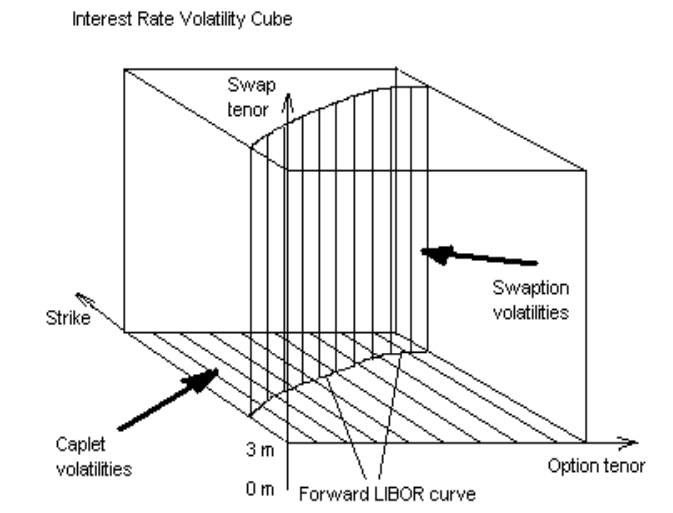 Interest Rate Volatility Cube
Swap
tenor
Swaption
volatilities
Strike
Caplet
volatilities
3 m
0 m
Option tenor
Forward LIBOR curve